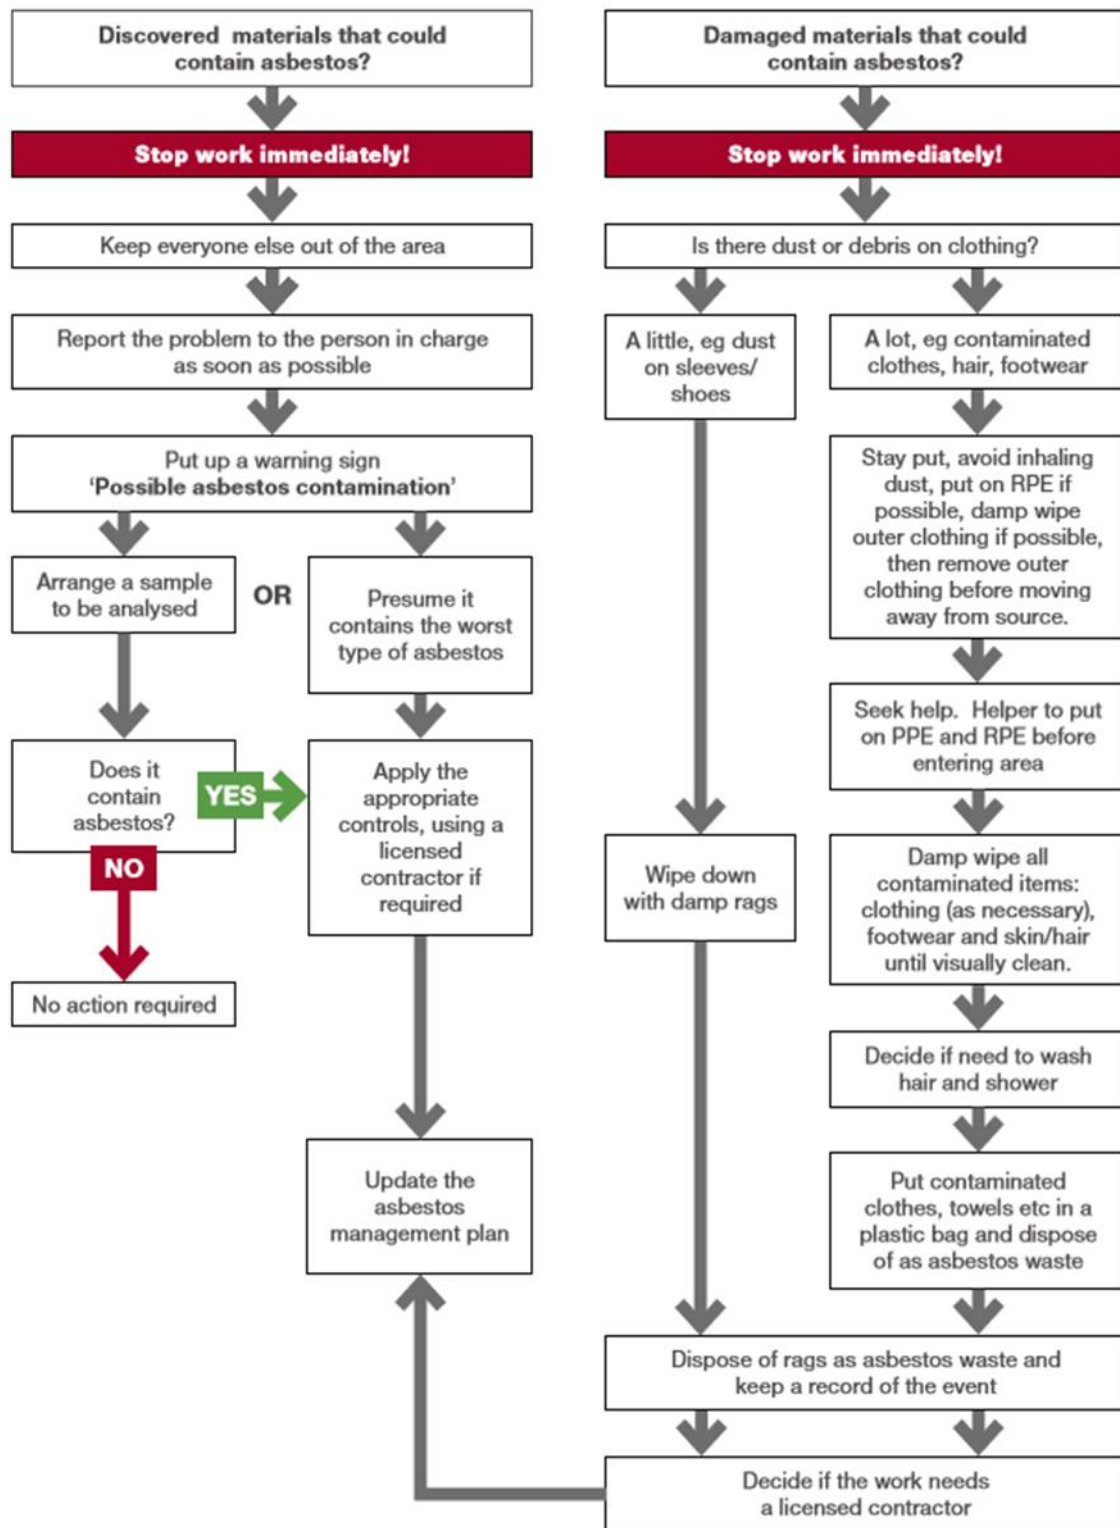 Discovered materials that could
contain asbestos?
Stop work immediately!
Keep everyone else out of the area
Report the problem to the person in charge
as soon as possible
Put up a warning sign
‘Possible asbestos contamination’
Arrange a sample
to be analysed
OR
Presume it
contains the worst
type of asbestos
Does it
contain
asbestos?
YES
NO
No action required
Apply the
appropriate
controls, using a
licensed
contractor if
required
Update the
asbestos
management plan
Damaged materials that could
contain asbestos?
Stop work immediately!
Is there dust or debris on clothing?
A little, eg dust
on sleeves/
shoes
Wipe down
with damp rags
A lot, eg contaminated
clothes, hair, footwear
Stay put, avoid inhaling
dust, put on RPE if
possible, damp wipe
outer clothing if possible,
then remove outer
clothing before moving
away from source.
Seek help.  Helper to put
on PPE and RPE before
entering area
Damp wipe all
contaminated items:
clothing (as necessary),
footwear and skin/hair
until visually clean.
Decide if need to wash
hair and shower
Put contaminated
clothes, towels etc in a
plastic bag and dispose
of as asbestos waste
Dispose of rags as asbestos waste and
keep a record of the event
Decide if the work needs
a licensed contractor